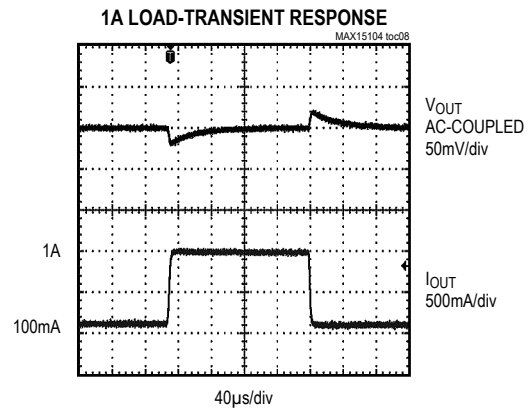 1A LOAD-TRANSIENT RESPONSE
MAX15104 toc08
T
VOUT
AC-COUPLED
50mV/div
1A
100mA
IOUT
500mA/div
40µs/div